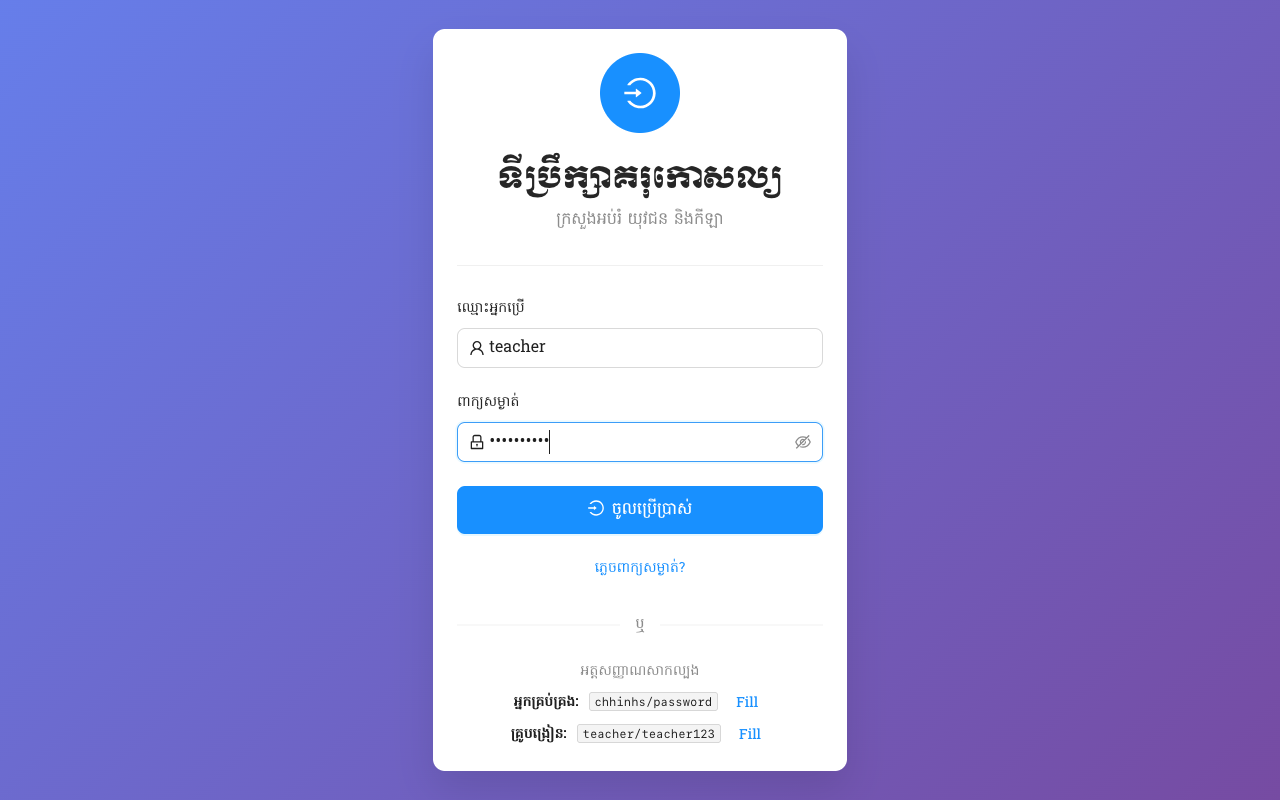 ទីប្រឹក្សាគរុកោសល្យ
ក្រសួងអប់រំ យុវជន និងកីឡា
ឈ្មោះអ្នកប្រើ
teacher
ពាក្យសម្ងាត់
••••••••••
ចូលប្រើប្រាស់
ភ្លេចពាក្យសម្ងាត់?
ឬ
អត្តសញ្ញាណសាកល្បង
អ្នកគ្រប់គ្រង: chhinhs/password Fill
គ្រូបង្រៀន: teacher/teacher123 Fill